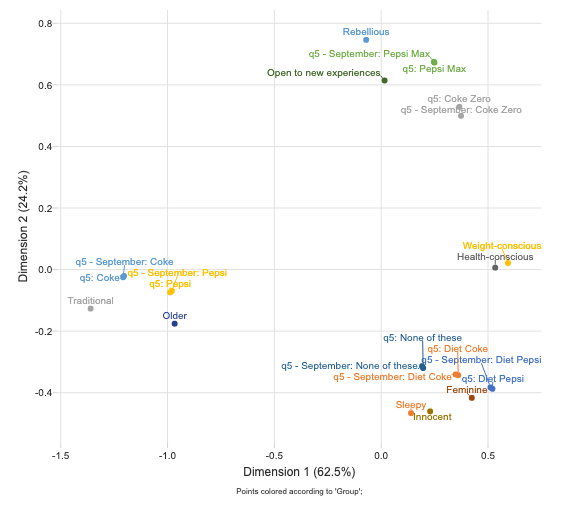 0.8
Rebellious
q5 - September: Pepsi Max
q5: Pepsi Max
Open to new experiences
0.6
q5: Coke Zero
q5 - September: Coke Zero
0.4
Dimension 2 (24.2%)
0.2
Weight-conscious
Health-conscious
q5 - September: Coke
q5 - September: Pepsi
0.0
q5: Coke
q5: Pepsi
Traditional
Older
-0.2
q5: None of these
q5: Diet Coke
q5 - September: Diet Pepsi
q5 - September: None of these
q5 - September: Diet Coke
q5: Diet Pepsi
-0.4
Feminine
Sleepy
Innocent
-1.5 -1.0 -0.5 0.0 0.5
Dimension 1 (62.5%)
Points colored according to 'Group';